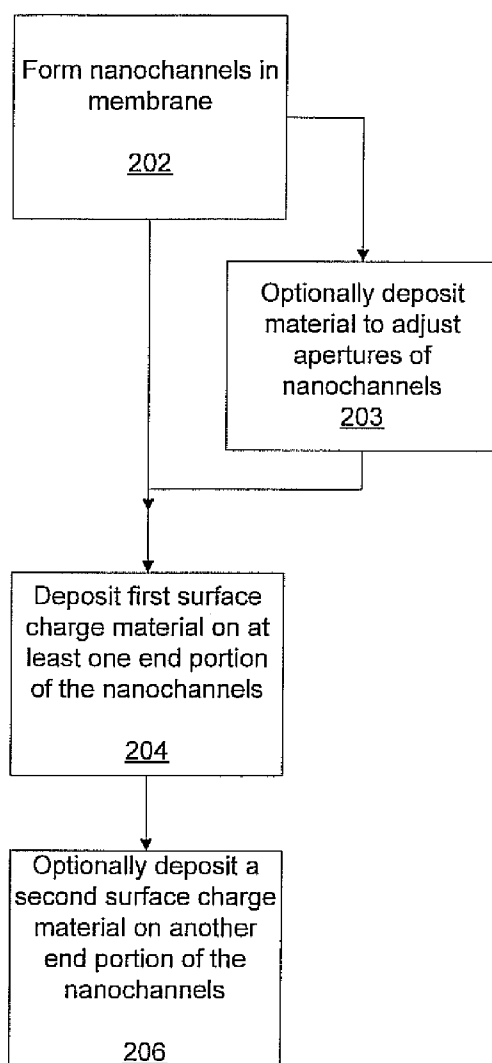 Form nanochannels in
membrane
202
Optionally deposit
material to adjust
apertures of
nanochannels
203
Deposit first surface
charge material on at
least one end portion
of the nanochannels
204
Optionally deposit a
second surface charge
material on another
end portion of the
nanochannels
206